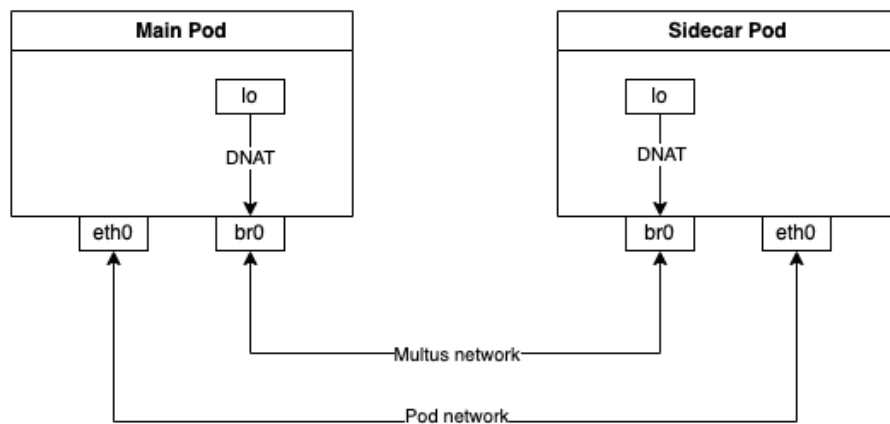 Main Pod
Sidecar Pod
lo
lo
DNAT
DNAT
eth0
br0
br0
eth0
Multus network
Pod network